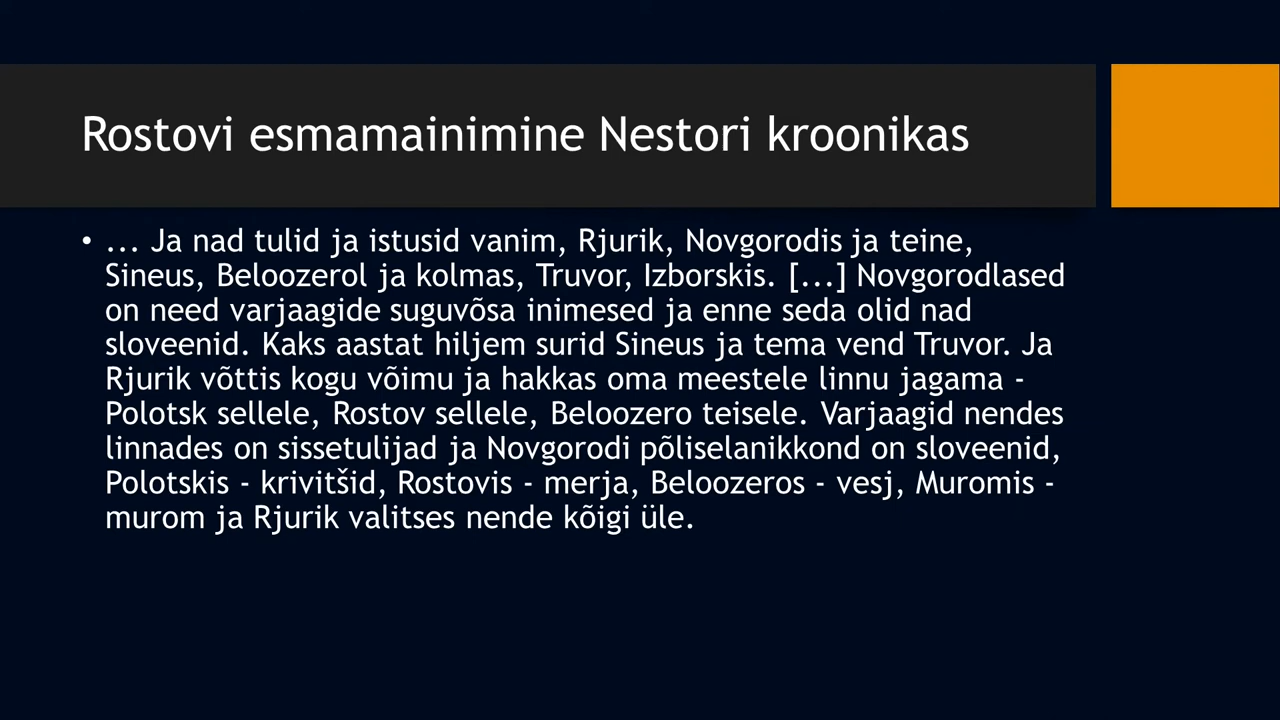 Rostovi esmamainimine Nestori kroonikas
• ... Ja nad tulid ja istusid vanim, Rjurik, Novgorodis ja teine,
Sineus, Beloozerol ja kolmas, Truvor, Izborskis. [...] Novgorodlased
on need varjaagide suguvõsa inimesed ja enne seda olid nad
sloveenid. Kaks aastat hiljem surid Sineus ja tema vend Truvor. Ja
Rjurik võttis kogu võimu ja hakkas oma meestele linnu jagama -
Polotsk sellele, Rostov sellele, Beloozero teisele. Varjaagid nendes
linnades on sissetulijad ja Novgorodi põliselanikkond on sloveenid,
Polotskis - krivitšid, Rostovis - merja, Beloozeros - vesj, Muromis -
murom ja Rjurik valitses nende kõigi üle.